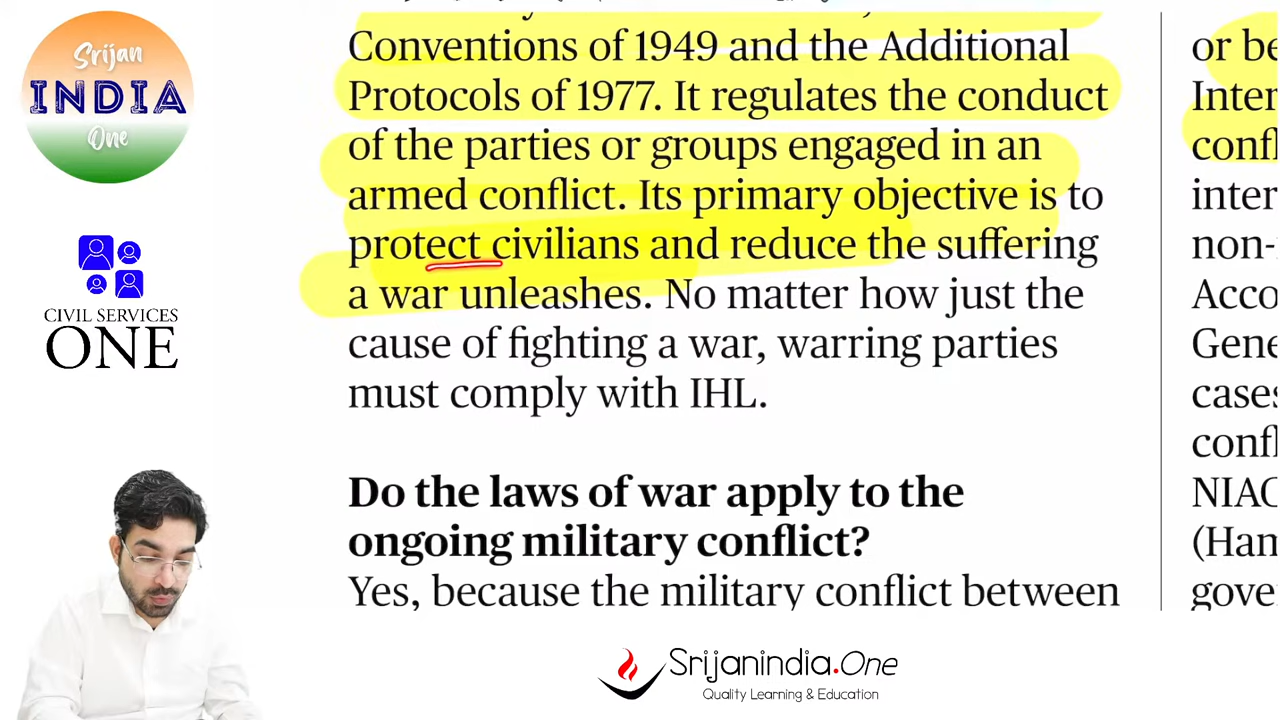 Srijan
INDIA
One
CIVIL SERVICES
ONE
Conventions of 1949 and the Additional
Protocols of 1977. It regulates the conduct
of the parties or groups engaged in an
armed conflict. Its primary objective is to
protect civilians and reduce the suffering
a war unleashes. No matter how just the
cause of fighting a war, warring parties
must comply with IHL.
Do the laws of war apply to the
ongoing military conflict?
Yes, because the military conflict between
or be
Inter
confl
inter
non-
Acco
Gene
cases
confl
NIAC
(Ham
gove
Srijanindia.One
Quality Learning & Education